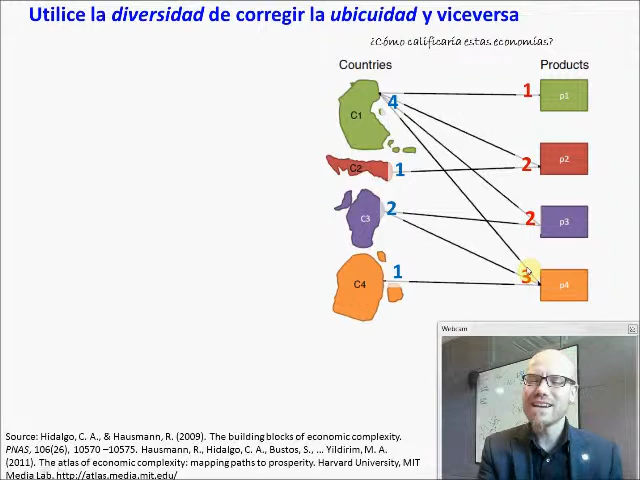 Utilice la diversidad de corregir la ubicuidad y viceversa
¿Cómo calificaría estas economías?
Countries
Products
C1
4
1
p1
C2
1
2
p2
C3
2
2
p3
C4
1
3
p4
Webcam
Source: Hidalgo, C. A., & Hausmann, R. (2009). The building blocks of economic complexity.
PNAS, 106(26), 10570 –10575. Hausmann, R., Hidalgo, C., Bustos, S., ... Yildirim, M. A.
(2011). The atlas of economic complexity: mapping paths to prosperity. Harvard University, MIT
Media Lab. http://atlas.media.mit.edu/